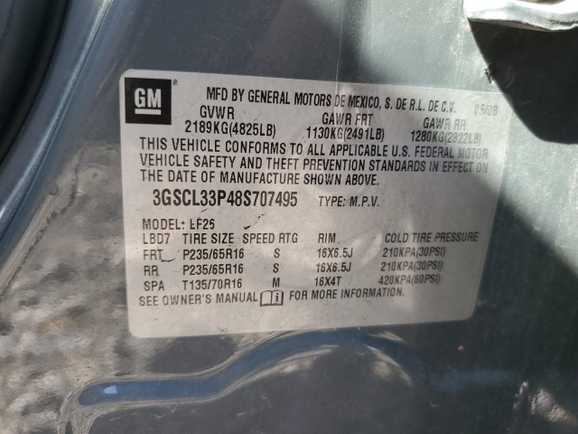 GM
MFD BY GENERAL MOTORS DE MEXICO, S. DE R.L. DE C.V.
GVWR GAWR FRT GAWR RR
2189KG(4825LB) 1130KG(2491LB) 1280KG(2822LB)
THIS VEHICLE CONFORMS TO ALL APPLICABLE U.S. FEDERAL MOTOR
VEHICLE SAFETY AND THEFT PREVENTION STANDARDS IN EFFECT ON
THE DATE OF MANUFACTURE SHOWN ABOVE.
3GSCL33P48S707495 TYPE: M.P.V.
MODEL: LF26
LBD7 TIRE SIZE SPEED RTG RIM COLD TIRE PRESSURE
FRT P235/65R16 S 16X6.5J 210KPA(30PSI)
RR P235/65R16 S 16X6.5J 210KPA(30PSI)
SPA T135/70R16 M 16X4T 420KPA(60PSI)
SEE OWNER'S MANUAL FOR MORE INFORMATION.